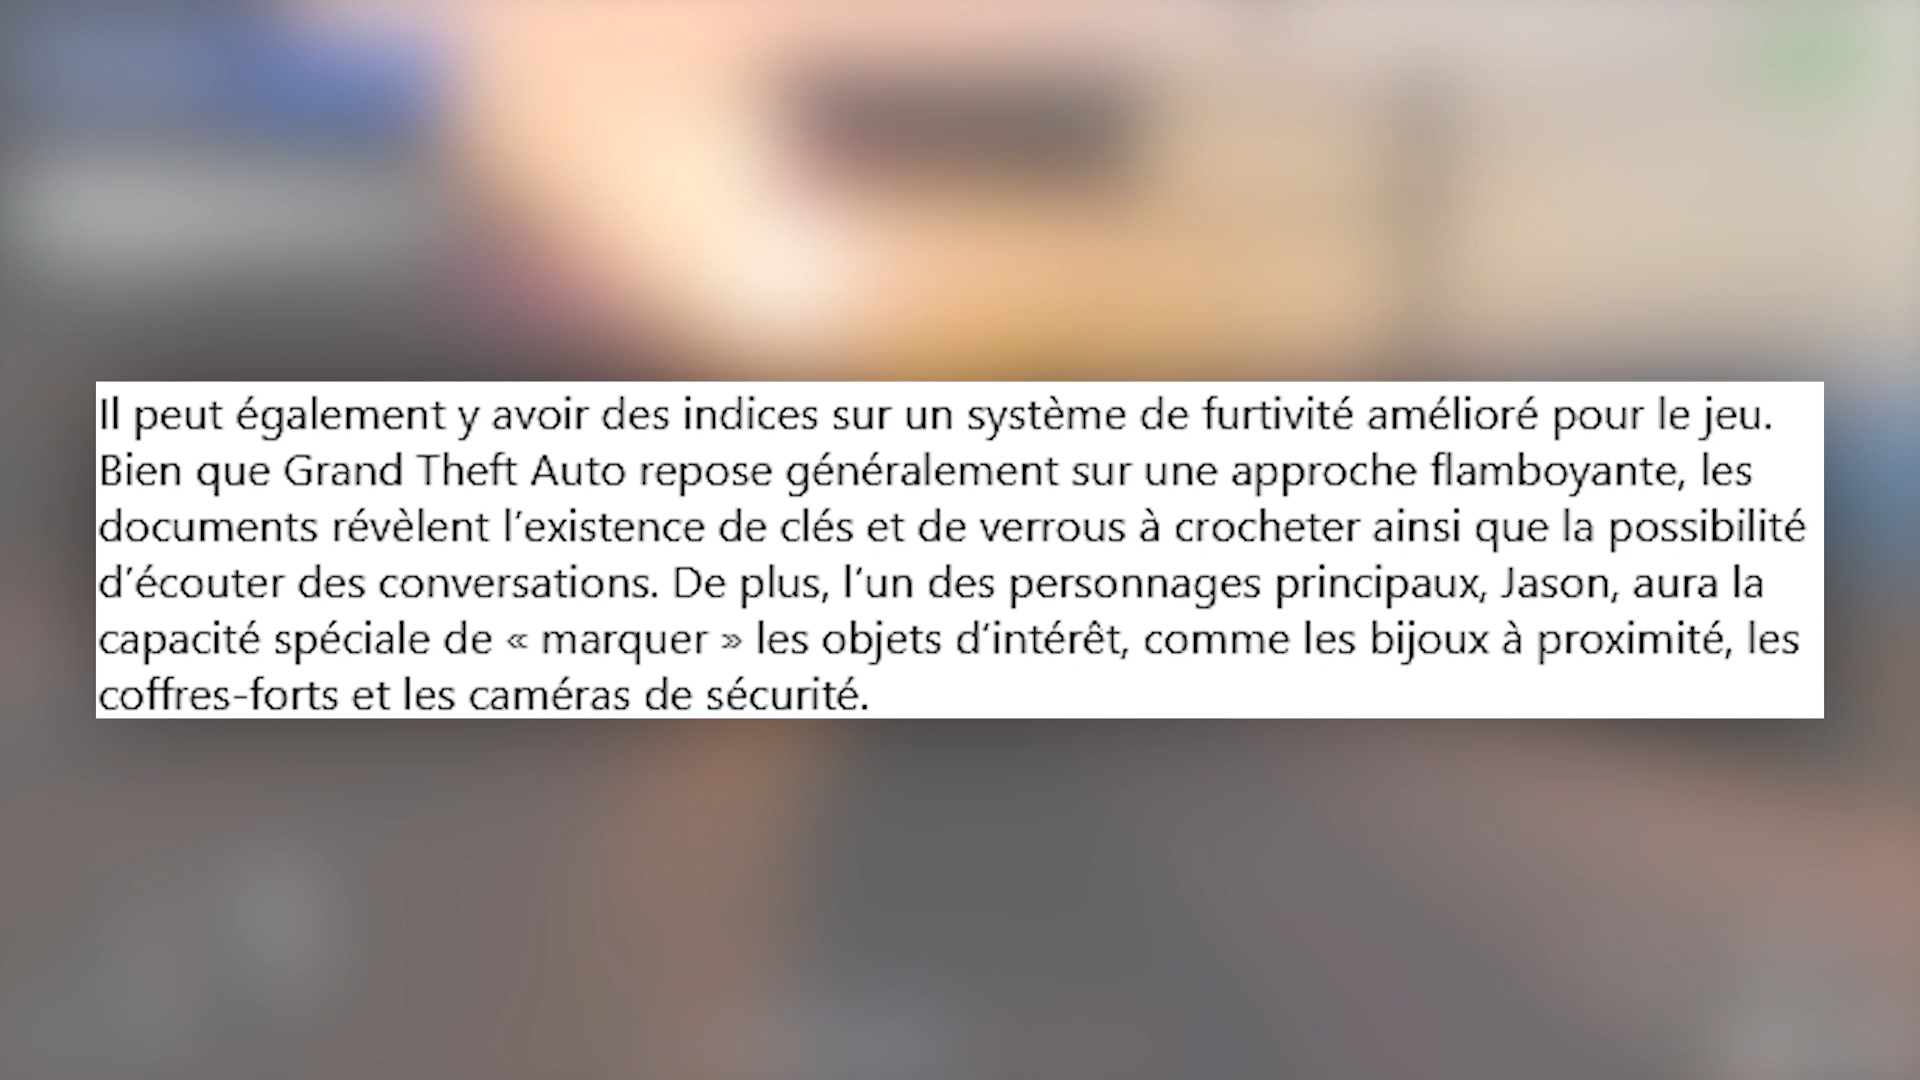 Il peut également y avoir des indices sur un système de furtivité amélioré pour le jeu.
Bien que Grand Theft Auto repose généralement sur une approche flamboyante, les
documents révèlent l’existence de clés et de verrous à crocheter ainsi que la possibilité
d’écouter des conversations. De plus, l’un des personnages principaux, Jason, aura la
capacité spéciale de « marquer » les objets d’intérêt, comme les bijoux à proximité, les
coffres-forts et les caméras de sécurité.